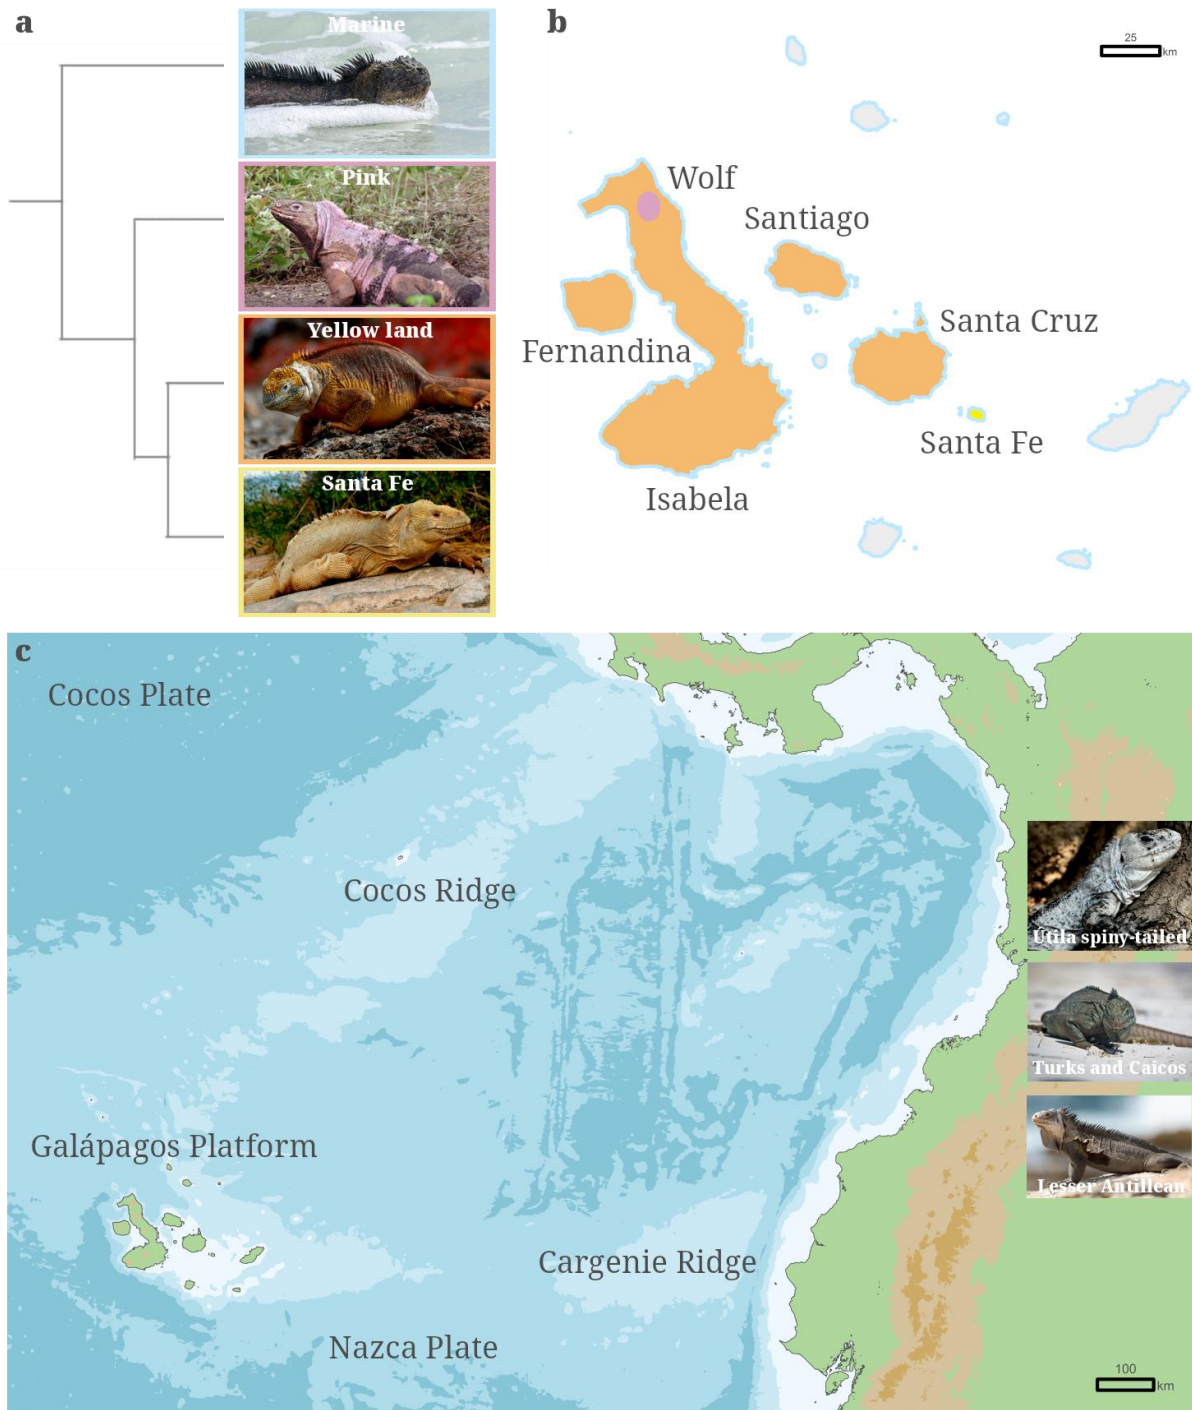 a
Marine
Pink
Yellow land
Santa Fe
b
25
km
Wolf
Santiago
Santa Cruz
Fernandina
Santa Fe
Isabela
c
Cocos Plate
Cocos Ridge
Utila spiny-tailed
Turks and Caicos
Galápagos Platform
Lesser Antillean
Cargenie Ridge
Nazca Plate
100
km